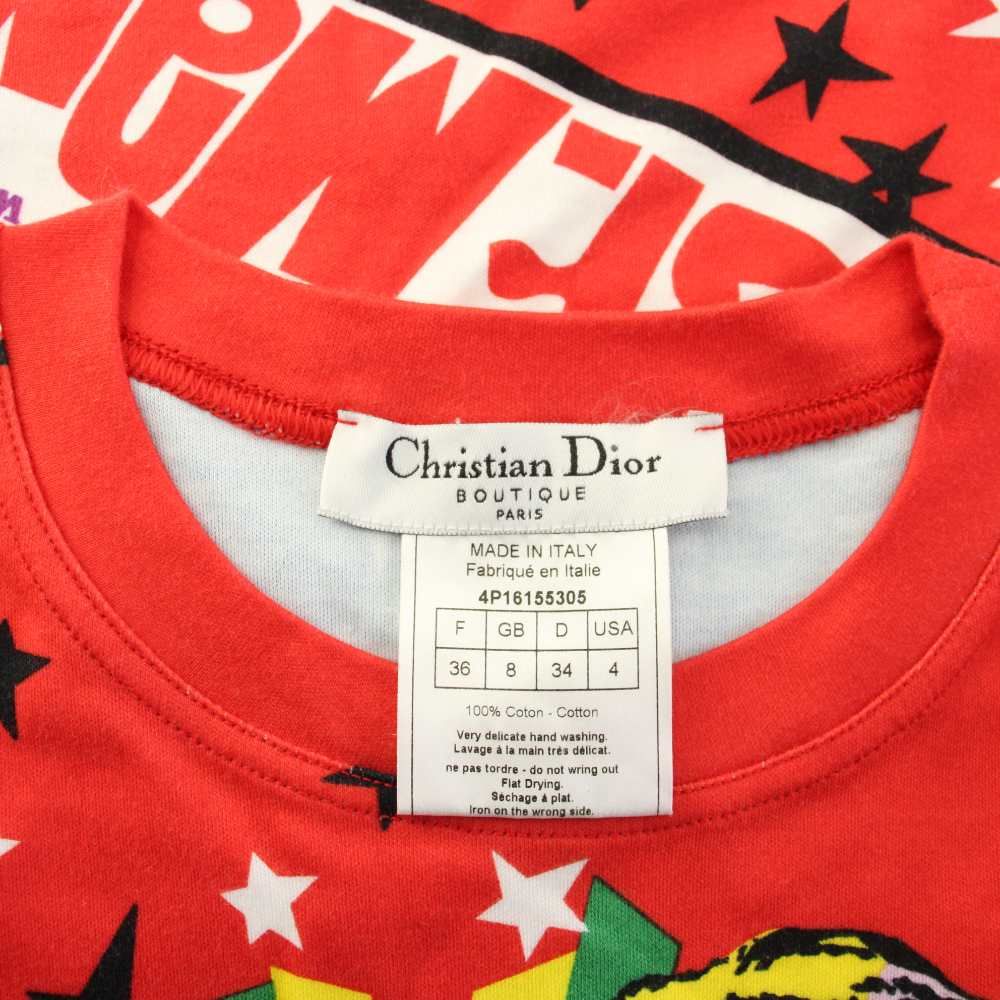 Christian Dior
BOUTIQUE
PARIS
MADE IN ITALY
Fabriqué en Italie
4P16155305
F GB D USA
36 8 34 4
100% Coton - Cotton
Very delicate hand washing.
Lavage à la main trés délicat.
ne pas tordre - do not wring out
Flat Drying.
Séchage à plat.
Iron on the wrong side.